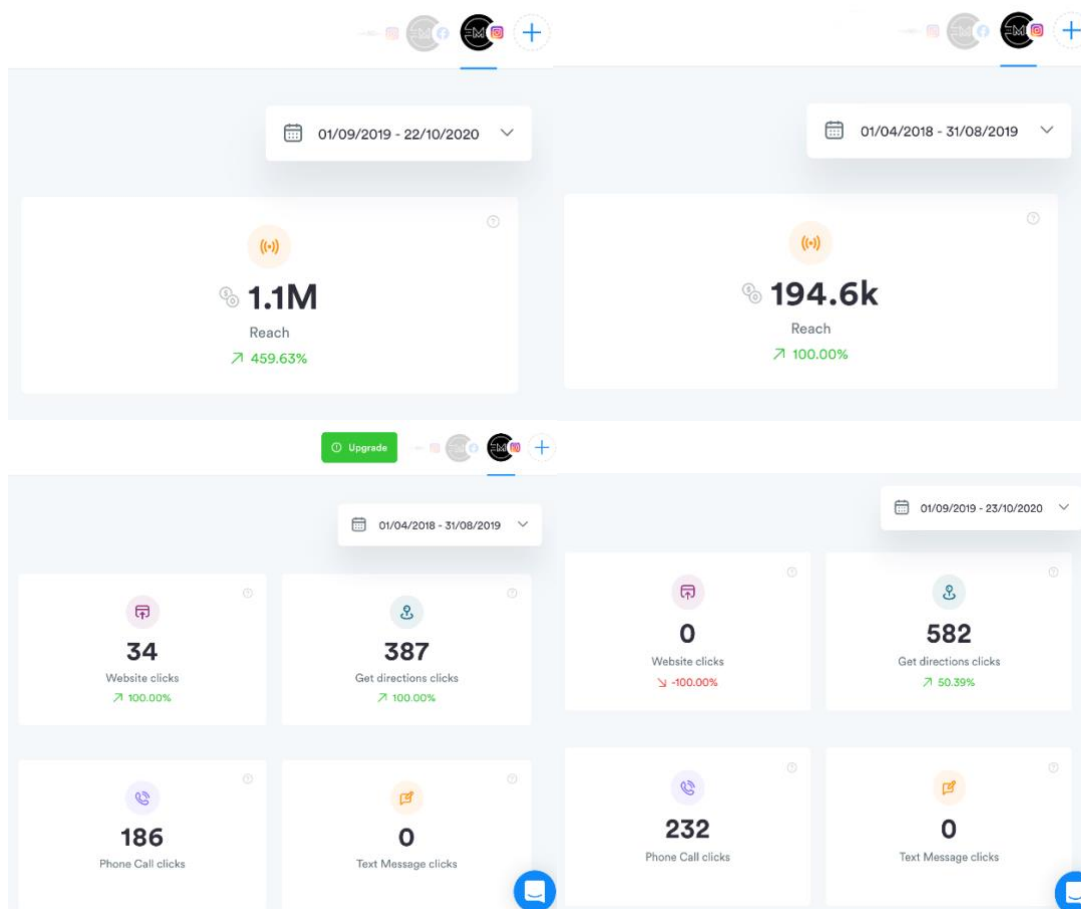 01/09/2019 - 22/10/2020
1.1M
Reach
459.63%
01/04/2018 - 31/08/2019
194.6k
Reach
100.00%
Upgrade
01/04/2018 - 31/08/2019
34
Website clicks
100.00%
387
Get directions clicks
100.00%
186
Phone Call clicks
0
Text Message clicks
01/09/2019 - 23/10/2020
0
Website clicks
-100.00%
582
Get directions clicks
50.39%
232
Phone Call clicks
0
Text Message clicks